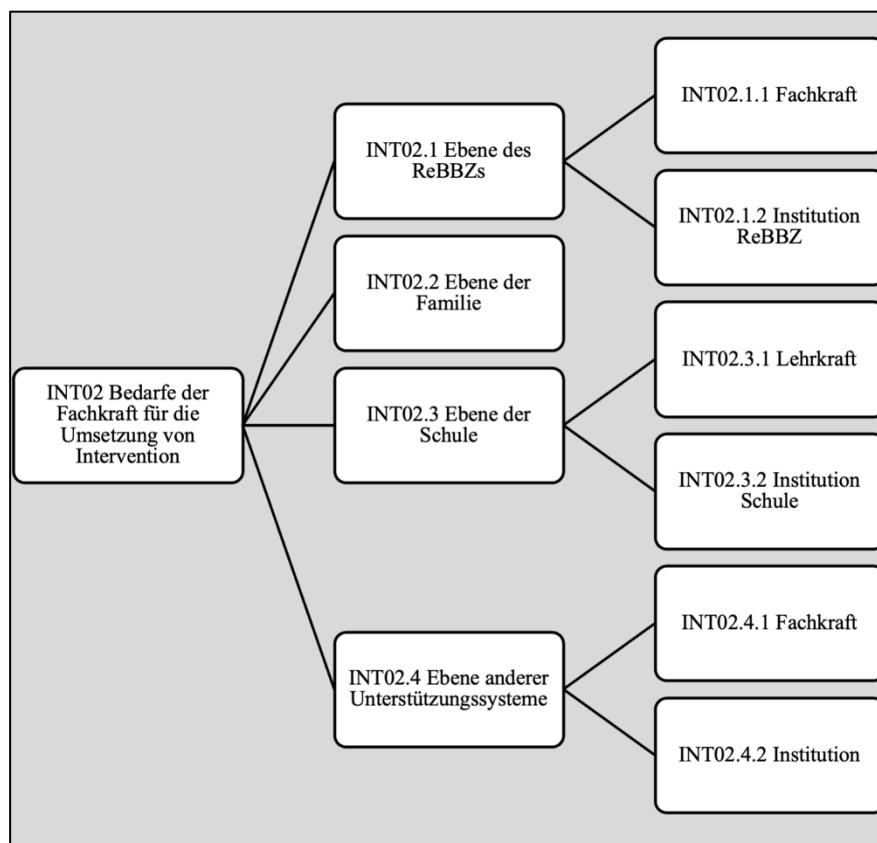 INT02 Bedarfe der
Fachkraft für die
Umsetzung von
Intervention
INT02.1 Ebene des
ReBBZs
INT02.1.1 Fachkraft
INT02.1.2 Institution
ReBBZ
INT02.2 Ebene der
Familie
INT02.3 Ebene der
Schule
INT02.3.1 Lehrkraft
INT02.3.2 Institution
Schule
INT02.4 Ebene anderer
Unterstützungssysteme
INT02.4.1 Fachkraft
INT02.4.2 Institution